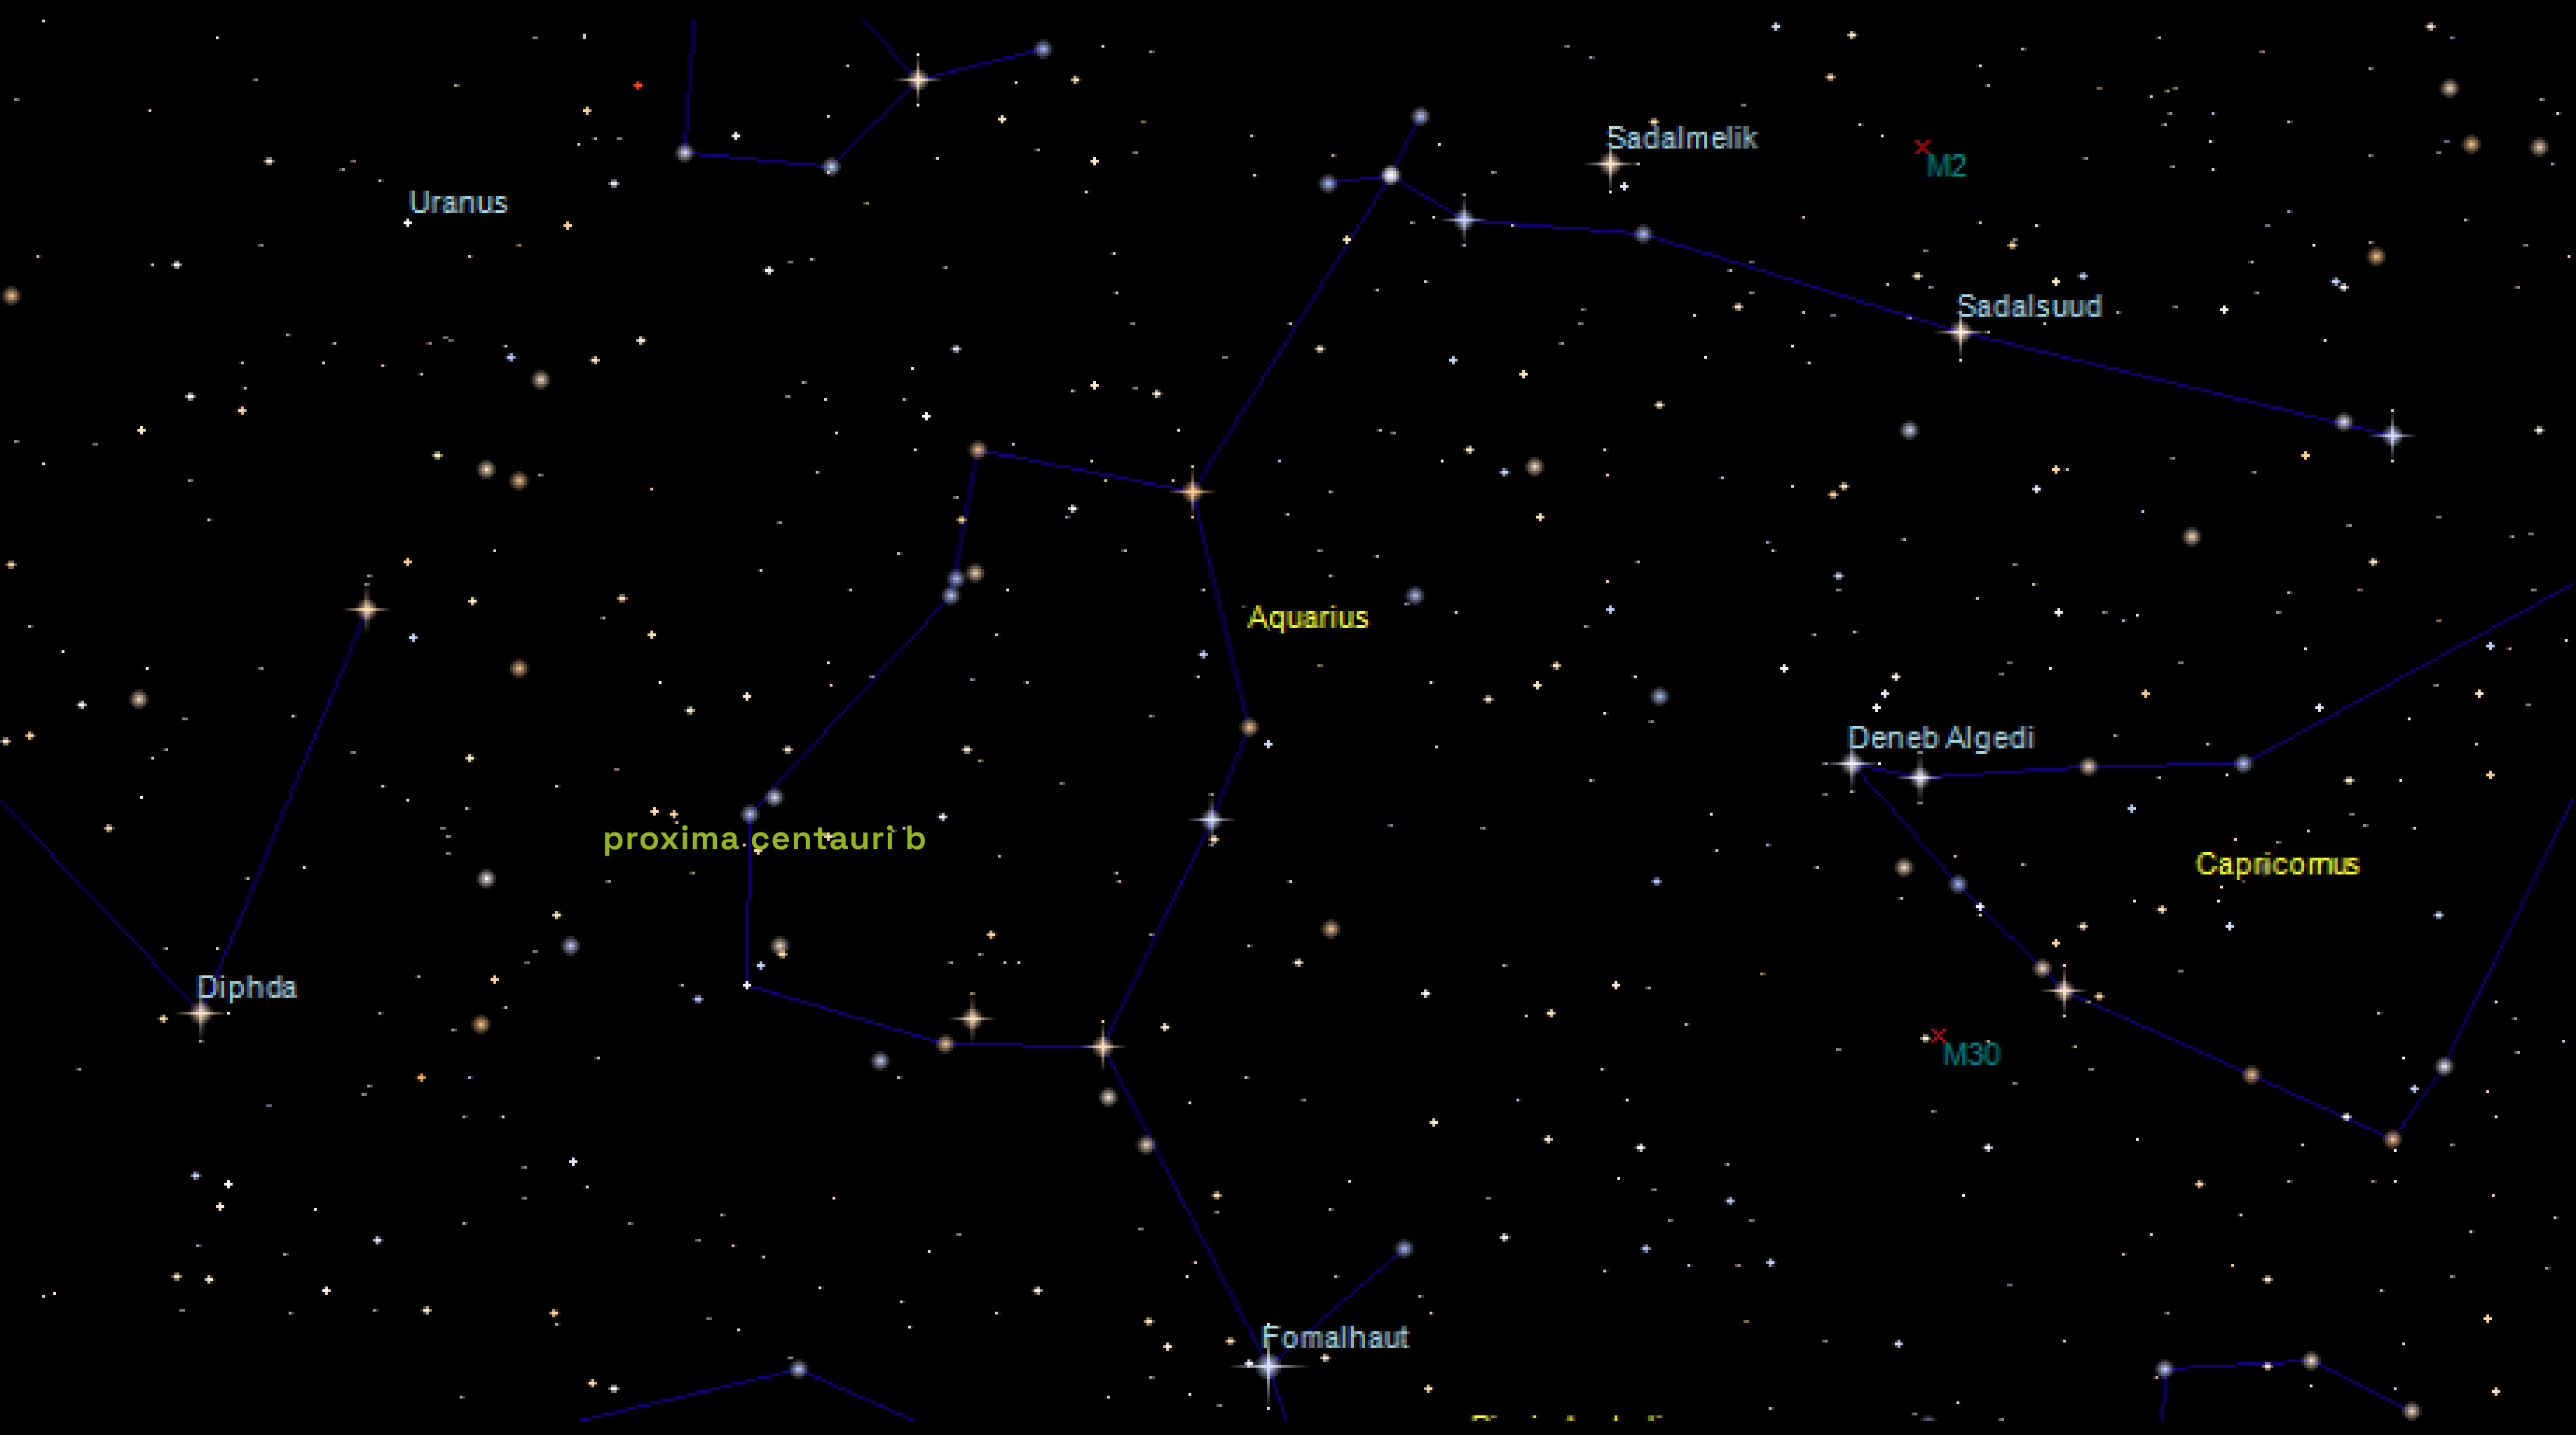 Sadalmelik
M2
Uranus
Sadalsuud
Aquarius
Deneb Algedi
proxima centauri b
Capricornus
Diphda
M30
Fomalhaut